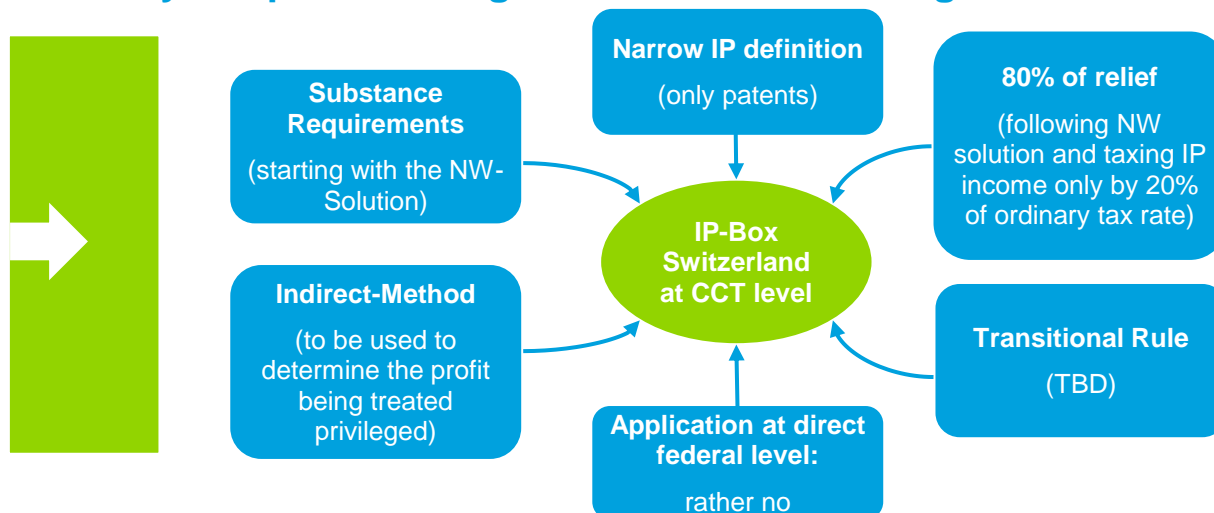 Substance
Requirements
(starting with the NW-
Solution)
Narrow IP definition
(only patents)
80% of relief
(following NW
solution and taxing IP
income only by 20%
of ordinary tax rate)
IP-Box
Switzerland
at CCT level
Indirect-Method
(to be used to
determine the profit
being treated
privileged)
Application at direct
federal level:
rather no
Transitional Rule
(TBD)